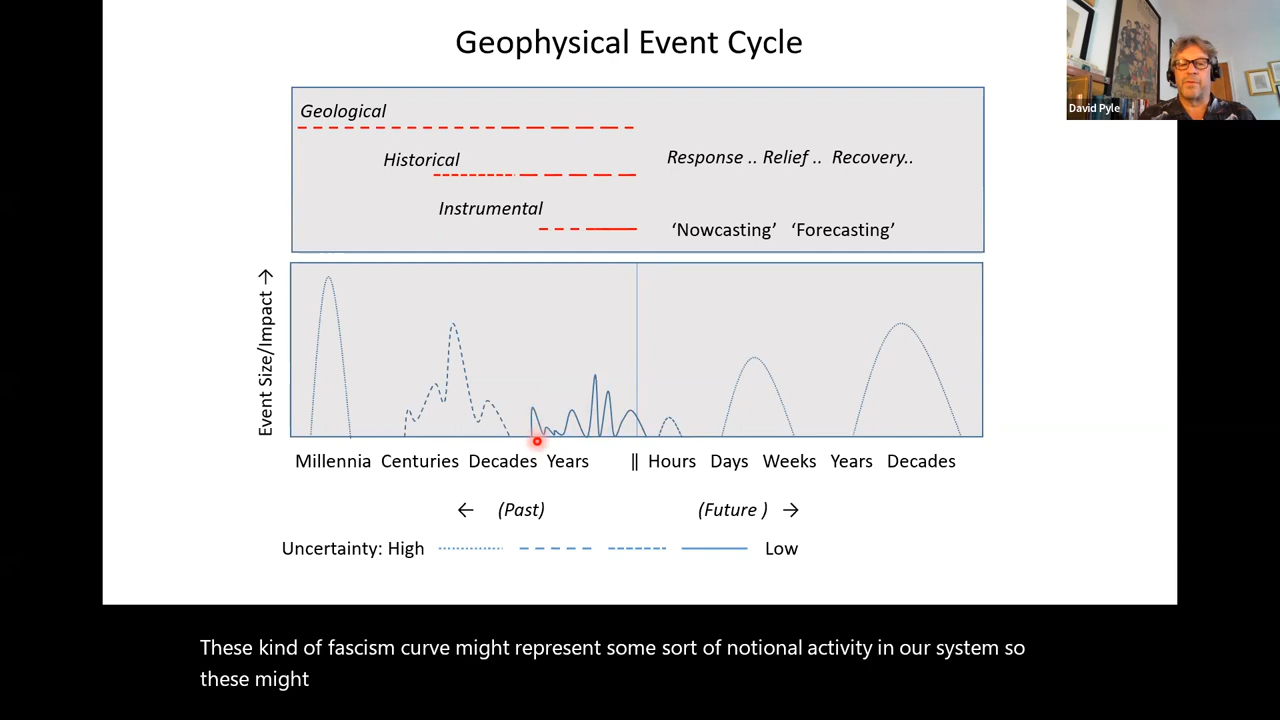 Geophysical Event Cycle
David Pyle
Geological
Historical
Response .. Relief .. Recovery..
Instrumental
‘Nowcasting’ ‘Forecasting’
Event Size/Impact →
Millennia Centuries Decades Years || Hours Days Weeks Years Decades
← (Past) (Future ) →
Uncertainty: High Low
These kind of fascism curve might represent some sort of notional activity in our system so
these might